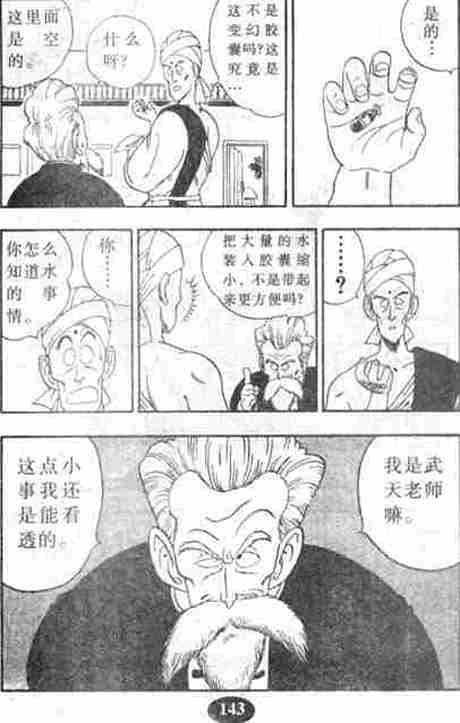 是
的
…
这 不 是
变 幻 胶
囊 吗?这
究 竟 是
…
什 么
呀?
这 里 面
是 空
的。
……
?
把 大 量 的 水
装 入 胶 囊 缩
小，不 是 带 起
来 更 方 便 吗?
你
……
你 怎 么
知 道 水
的 事
情。
我 是 武
天 老 师
嘛。
这 点 小
事 我 还
是 能 看
透 的。
143